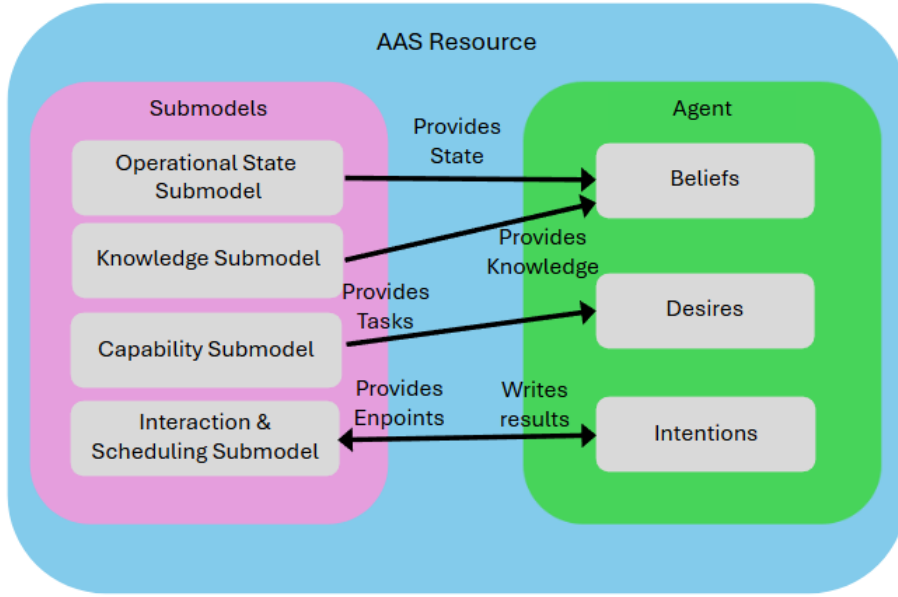 AAS Resource
Submodels
Agent
Provides
State
Operational State
Submodel
Beliefs
Knowledge Submodel
Provides
Knowledge
Provides
Tasks
Desires
Capability Submodel
Provides
Enpoints
Writes
results
Interaction &
Scheduling Submodel
Intentions